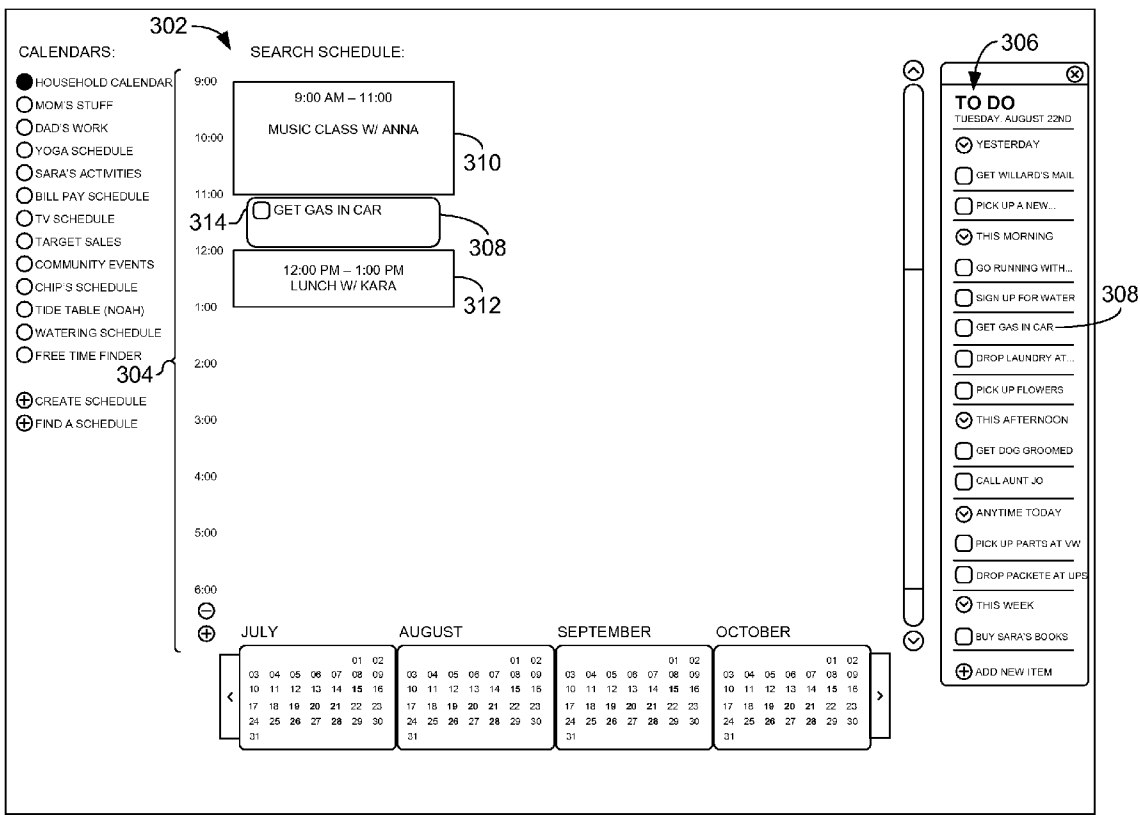 302
SEARCH SCHEDULE:
CALENDARS:
HOUSEHOLD CALENDAR
MOM'S STUFF
DAD'S WORK
YOGA SCHEDULE
SARA'S ACTIVITIES
BILL PAY SCHEDULE
TV SCHEDULE
TARGET SALES
COMMUNITY EVENTS
CHIP'S SCHEDULE
TIDE TABLE (NOAH)
WATERING SCHEDULE
FREE TIME FINDER
304
CREATE SCHEDULE
FIND A SCHEDULE
9:00
10:00
11:00
12:00
1:00
2:00
3:00
4:00
5:00
6:00
9:00 AM – 11:00
MUSIC CLASS W/ ANNA
310
314
GET GAS IN CAR
308
12:00 PM – 1:00 PM
LUNCH W/ KARA
312
306
TO DO
TUESDAY. AUGUST 22ND
YESTERDAY
GET WILLARD'S MAIL
PICK UP A NEW...
THIS MORNING
GO RUNNING WITH...
SIGN UP FOR WATER
GET GAS IN CAR
308
DROP LAUNDRY AT...
PICK UP FLOWERS
THIS AFTERNOON
GET DOG GROOMED
CALL AUNT JO
ANYTIME TODAY
PICK UP PARTS AT VW
DROP PACKETE AT UPS
THIS WEEK
BUY SARA'S BOOKS
ADD NEW ITEM
JULY
01 02
03 04 05 06 07 08 09
10 11 12 13 14 15 16
17 18 19 20 21 22 23
24 25 26 27 28 29 30
31
AUGUST
01 02
03 04 05 06 07 08 09
10 11 12 13 14 15 16
17 18 19 20 21 22 23
24 25 26 27 28 29 30
31
SEPTEMBER
01 02
03 04 05 06 07 08 09
10 11 12 13 14 15 16
17 18 19 20 21 22 23
24 25 26 27 28 29 30
31
OCTOBER
01 02
03 04 05 06 07 08 09
10 11 12 13 14 15 16
17 18 19 20 21 22 23
24 25 26 27 28 29 30
31